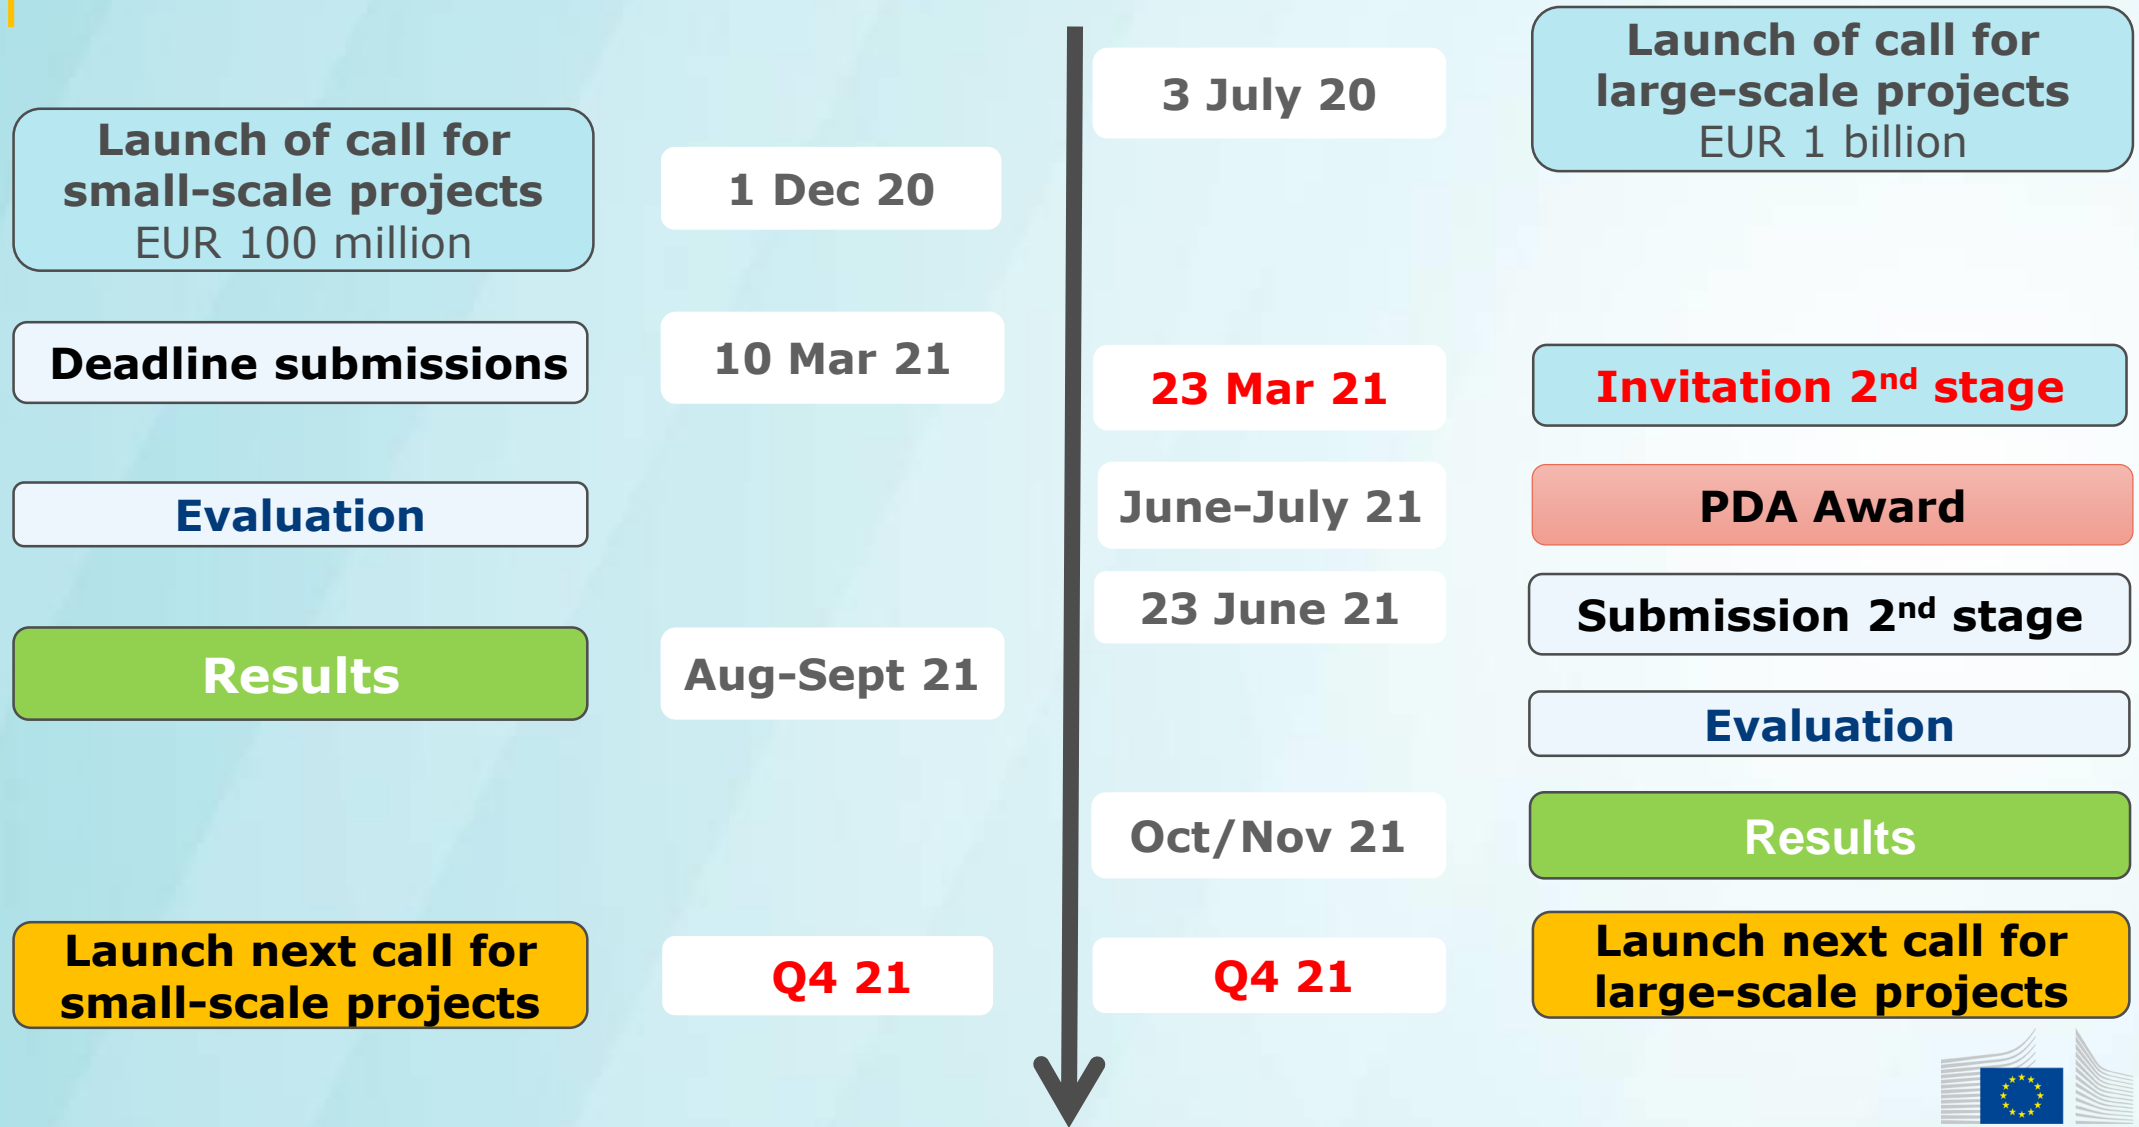 3 July 20
Launch of call for
large-scale projects
EUR 1 billion
Launch of call for
small-scale projects
EUR 100 million
1 Dec 20
Deadline submissions
10 Mar 21
23 Mar 21
Invitation 2nd stage
Evaluation
June-July 21
PDA Award
23 June 21
Submission 2nd stage
Results
Aug-Sept 21
Evaluation
Oct/Nov 21
Results
Launch next call for
small-scale projects
Q4 21
Q4 21
Launch next call for
large-scale projects